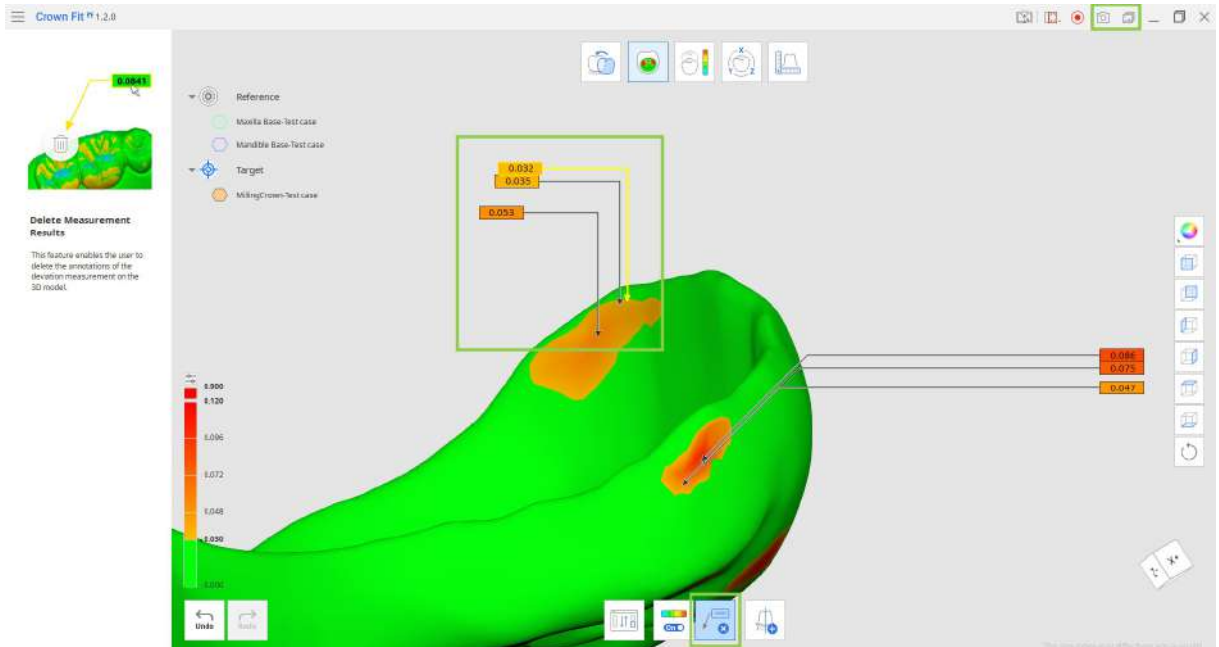 Crown Fit
1.2.0
0.0841
Delete Measurement
Results
This feature enables the user to
delete the annotations of the
deviation measurement on the
3D model.
Reference
Maxilla Base-Test case
Mandible Base-Test case
Target
MillingCrown-Test case
0.032
0.035
0.053
0.086
0.075
0.047
0.900
0.120
0.096
0.072
0.048
0.030
0.000
Undo
Redo